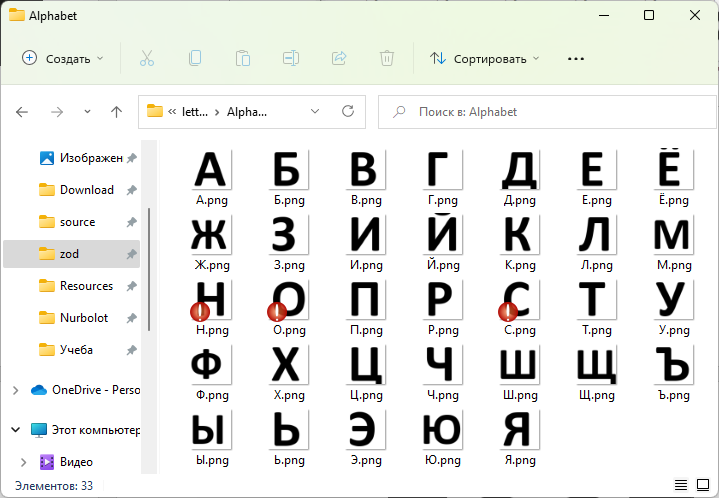 Alphabet
Создать
Сортировать
lett... Alpha...
Поиск в: Alphabet
Изображен
Download
source
zod
Resources
Nurbolot
Учеба
OneDrive - Perso
Этот компьютер
Видео
А Б В Г Д Е Ё
А.png Б.png В.png Г.png Д.png Е.png Ё.png
Ж З И Й К Л М
Ж.png З.png И.png Й.png К.png Л.png М.png
Н О П Р С Т У
Н.png О.png П.png Р.png С.png Т.png У.png
Ф Х Ц Ч Ш Щ Ъ
Ф.png Х.png Ц.png Ч.png Ш.png Щ.png Ъ.png
Ы Ь Э Ю Я
Ы.png Ь.png Э.png Ю.png Я.png
Элементов: 33